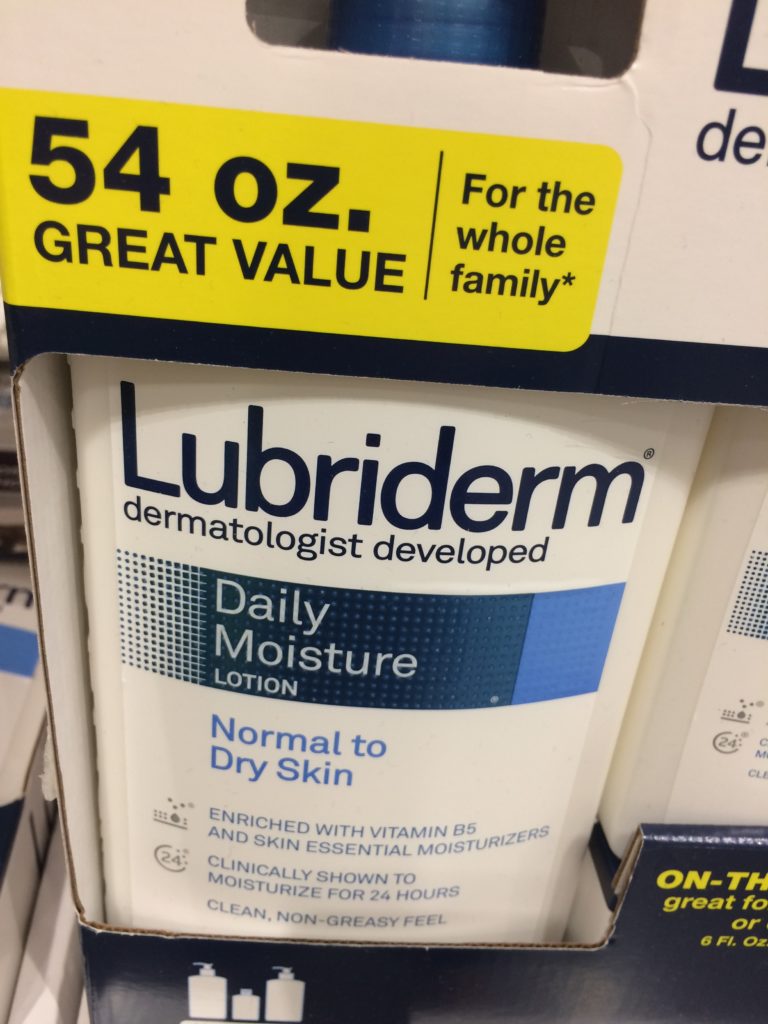 54 oz.
GREAT VALUE
For the
whole
family*
de
Lubriderm®
dermatologist developed
Daily
Moisture
LOTION
Normal to
Dry Skin
ENRICHED WITH VITAMIN B5
AND SKIN ESSENTIAL MOISTURIZERS
24
CLINICALLY SHOWN TO
MOISTURIZE FOR 24 HOURS
CLEAN, NON-GREASY FEEL
24
ON-TH
great fo
or
6 Fl. Oz